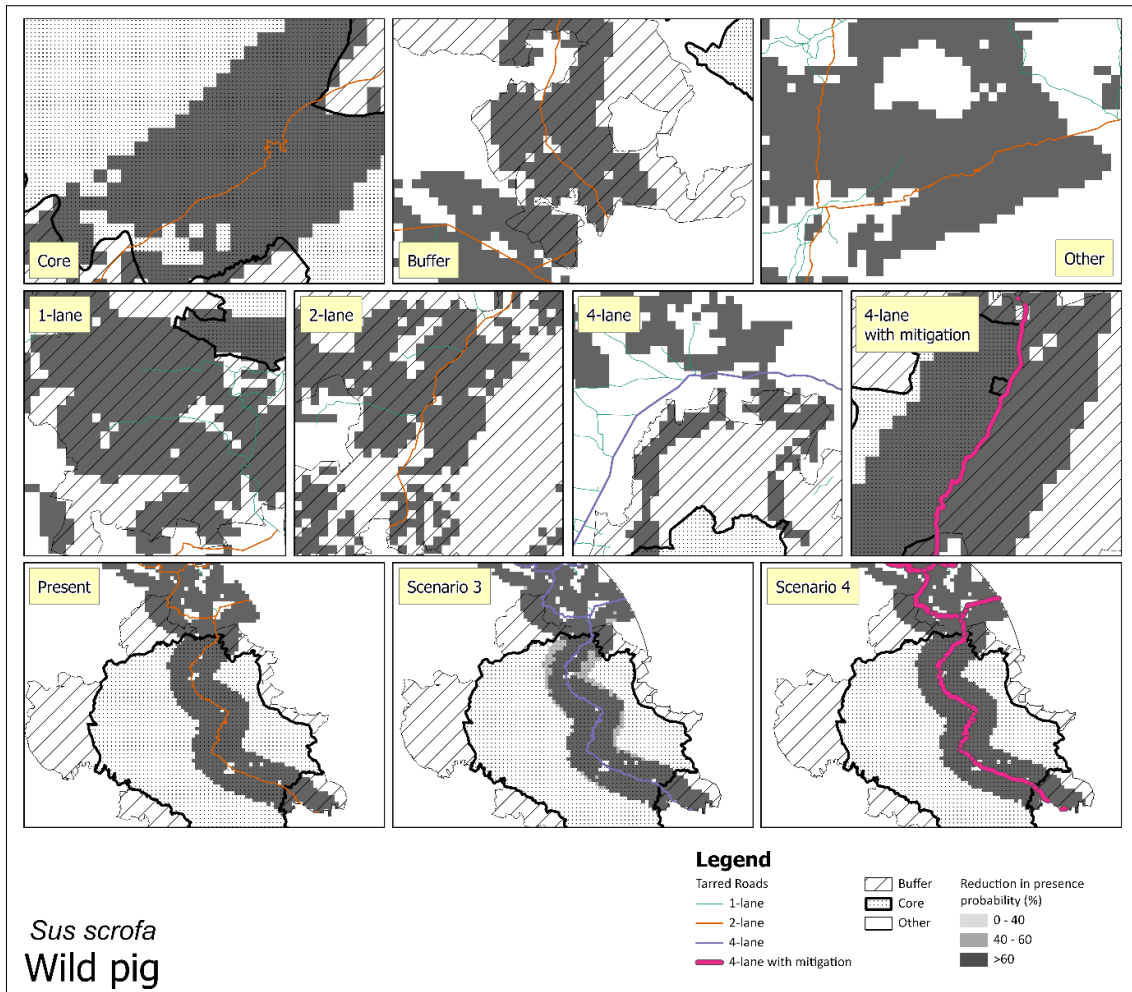 Core
Buffer
Other
1-lane
2-lane
4-lane
4-lane
with mitigation
Present
Scenario 3
Scenario 4
Legend
Tarred Roads
1-lane
2-lane
4-lane
4-lane with mitigation
Buffer
Core
Other
Reduction in presence
probability (%)
0 - 40
40 - 60
>60
Sus scrofa
Wild pig